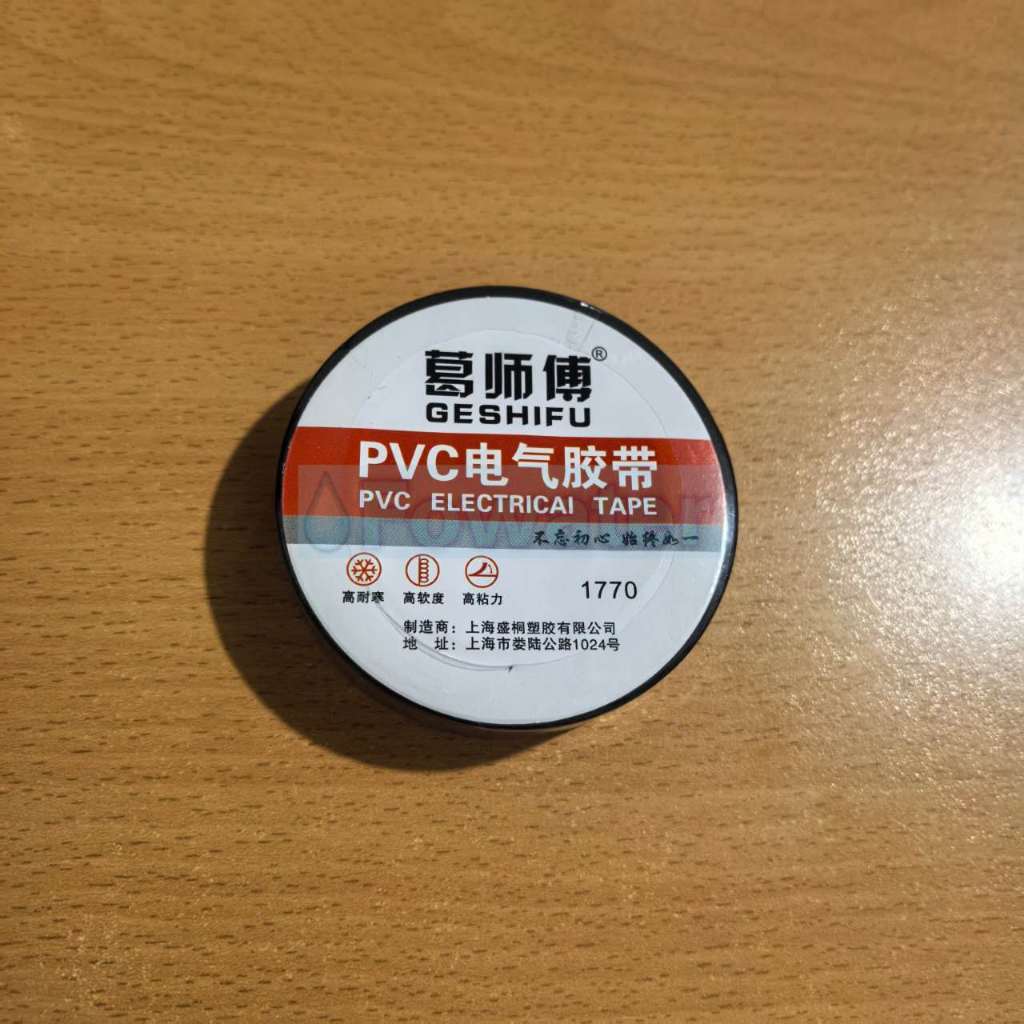 葛师傅®
GESHIFU
PVC电气胶带
PVC ELECTRICAI TAPE
不忘初心 始终如一
高耐寒 高软度 高粘力
1770
制造商：上海盛桐塑胶有限公司
地 址：上海市娄陆公路1024号